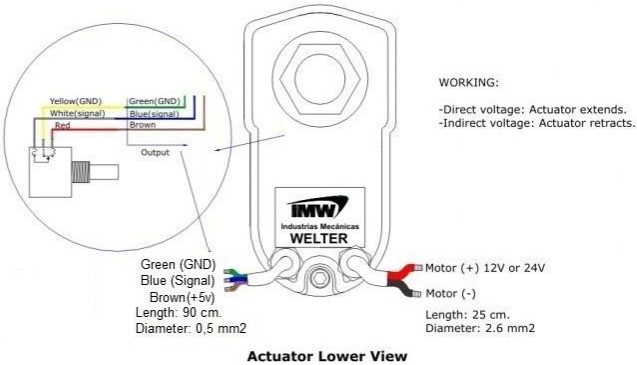 Yellow(GND) Green(GND)
White(signal) Blue(signal)
Red Brown
Output
WORKING:
-Direct voltage: Actuator extends.
-Indirect voltage: Actuator retracts.
IMW
Industrias Mecánicas
WELTER
Green (GND)
Blue (Signal)
Brown(+5v)
Length: 90 cm.
Diameter: 0,5 mm2
Motor (+) 12V or 24V
Motor (-)
Length: 25 cm.
Diameter: 2.6 mm2
Actuator Lower View